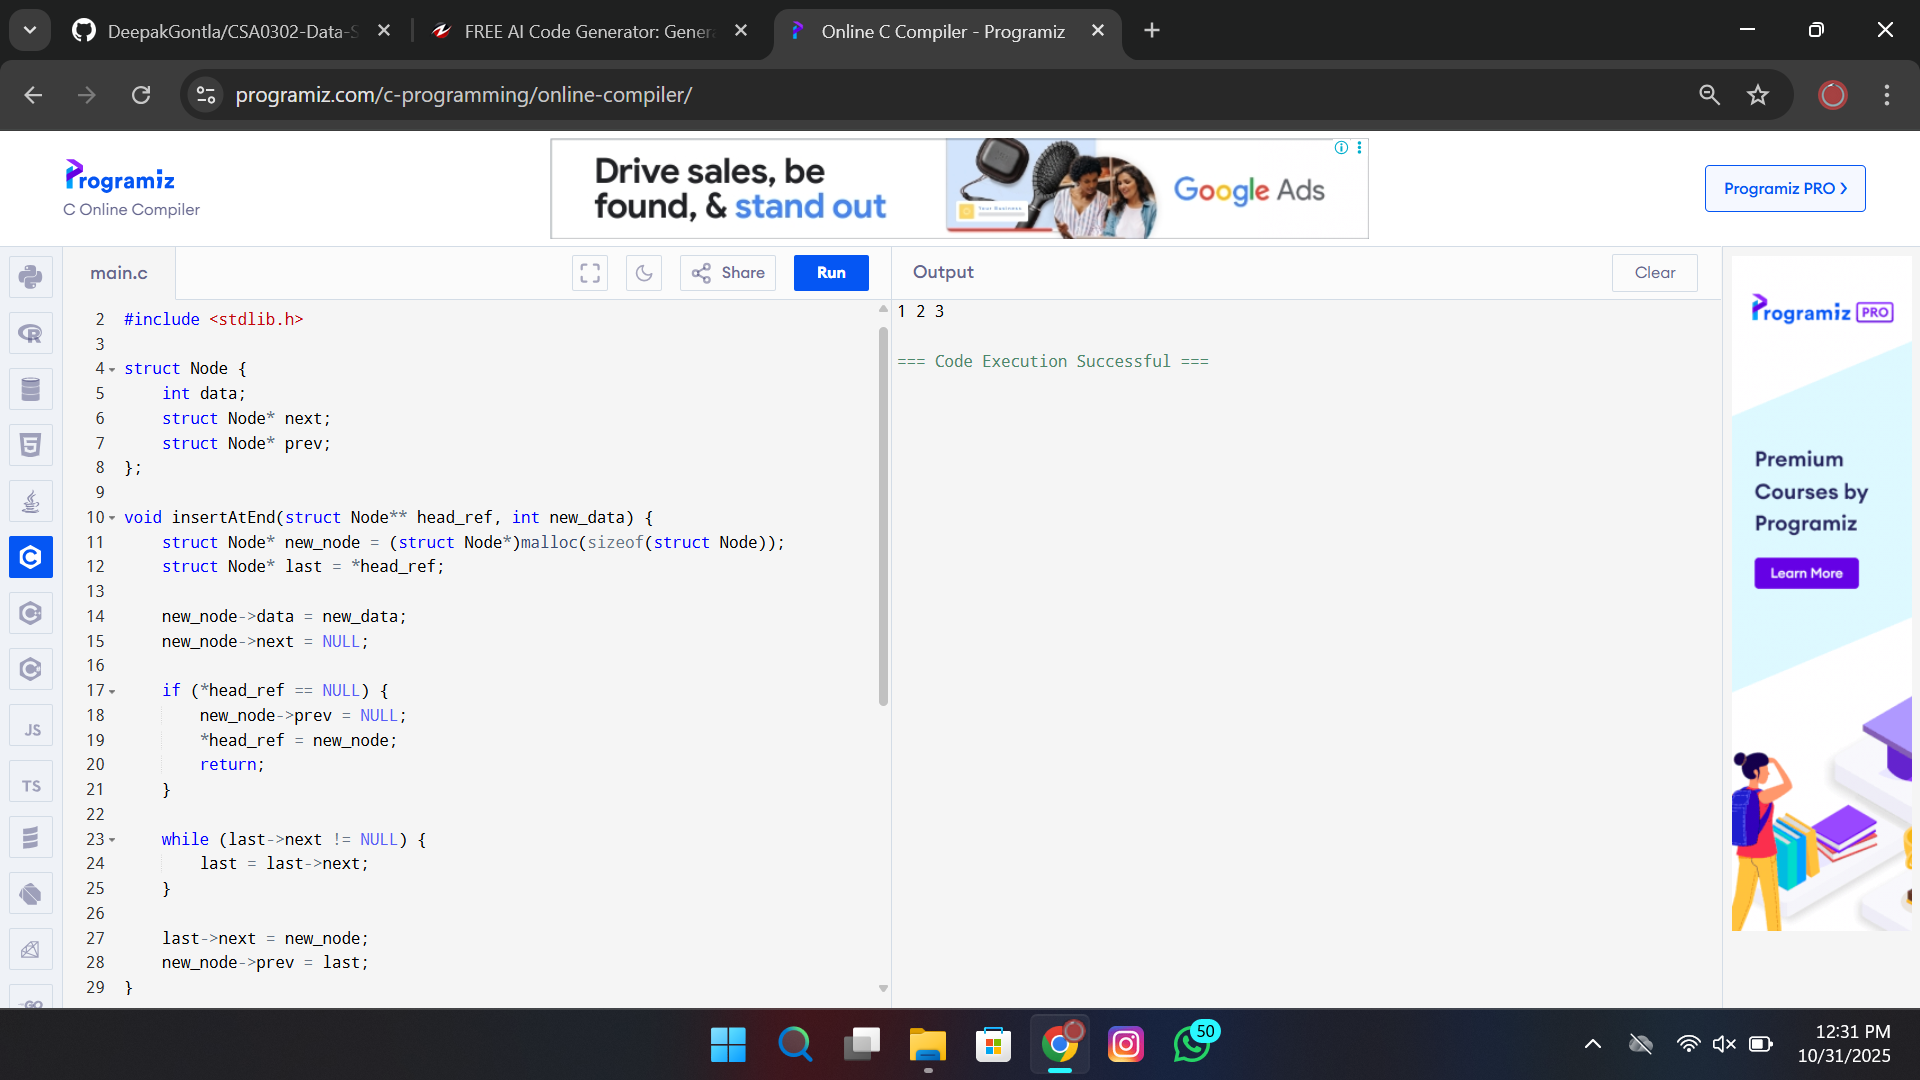 DeepakGontla/CSA0302-Data-S
FREE AI Code Generator: Genera
Online C Compiler - Programiz
programiz.com/c-programming/online-compiler/
Programiz
C Online Compiler
Drive sales, be
found, & stand out
Google Ads
Programiz PRO >
main.c
Share
Run
Output
Clear
2 #include <stdlib.h>
3
4 struct Node {
5 int data;
6 struct Node* next;
7 struct Node* prev;
8 };
9
10 void insertAtEnd(struct Node** head_ref, int new_data) {
11 struct Node* new_node = (struct Node*)malloc(sizeof(struct Node));
12 struct Node* last = *head_ref;
13
14 new_node->data = new_data;
15 new_node->next = NULL;
16
17 if (*head_ref == NULL) {
18 new_node->prev = NULL;
19 *head_ref = new_node;
20 return;
21 }
22
23 while (last->next != NULL) {
24 last = last->next;
25 }
26
27 last->next = new_node;
28 new_node->prev = last;
29 }
1 2 3
=== Code Execution Successful ===
Programiz PRO
Premium
Courses by
Programiz
Learn More
JS
TS
GO
50
12:31 PM
10/31/2025